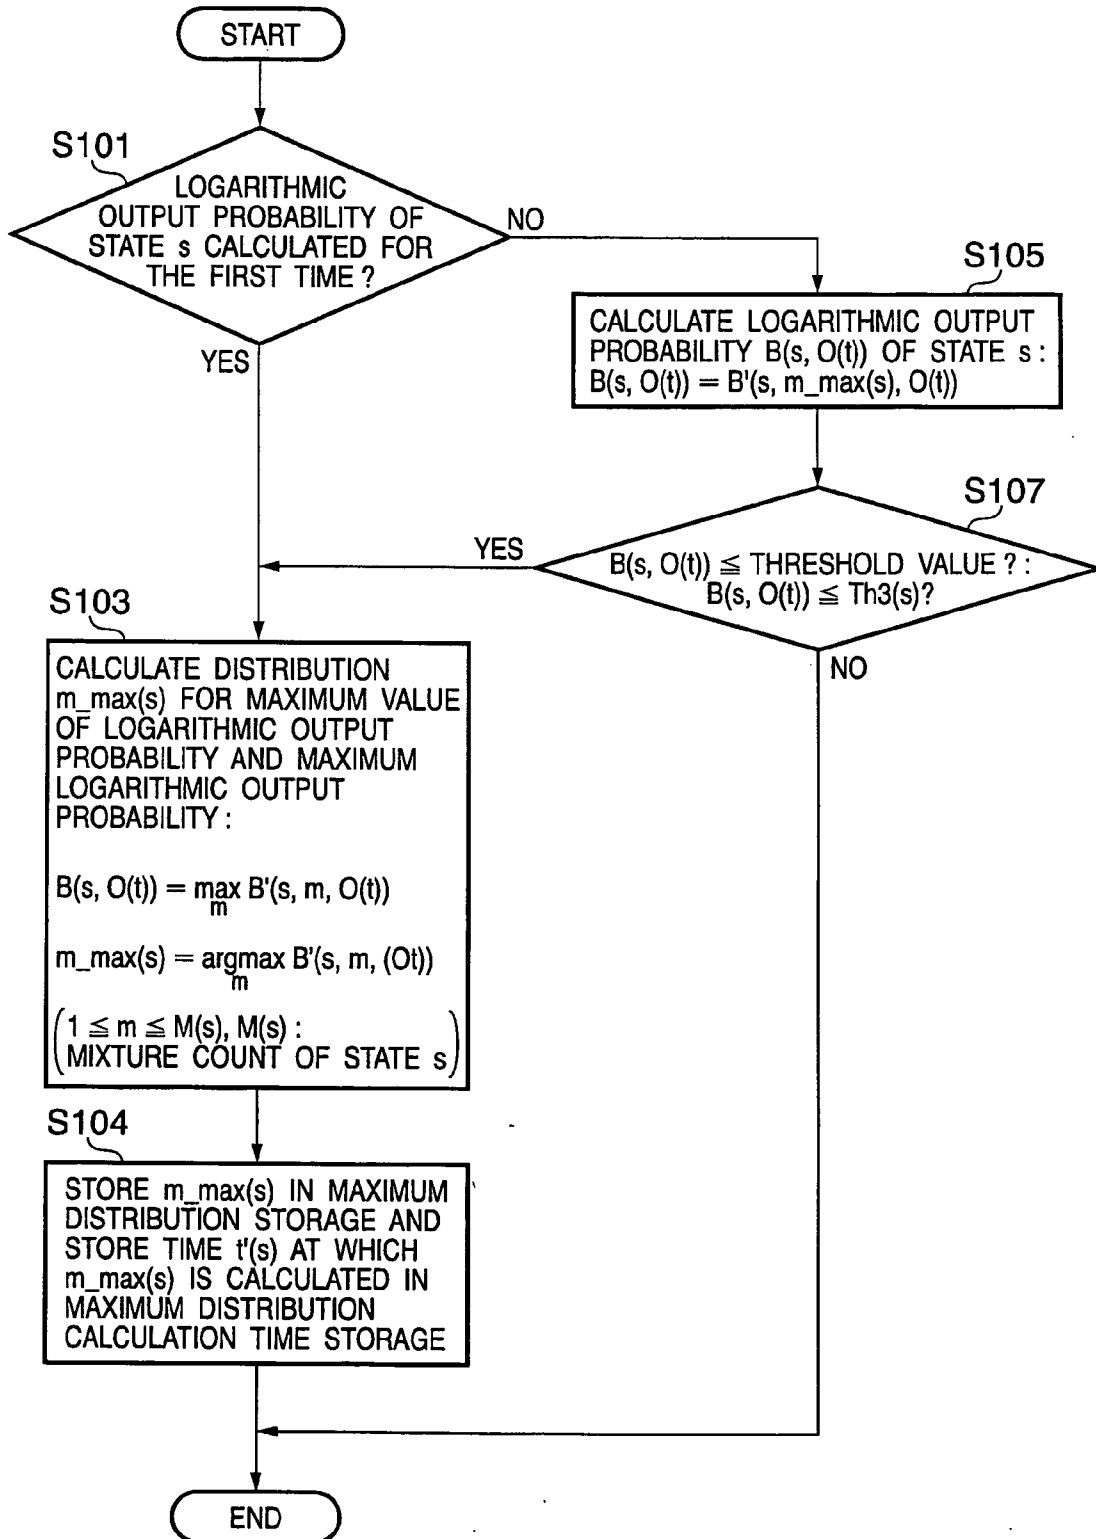 START
S101
LOGARITHMIC
OUTPUT PROBABILITY OF
STATE s CALCULATED FOR
THE FIRST TIME ?
NO
YES
S105
CALCULATE LOGARITHMIC OUTPUT
PROBABILITY B(s, O(t)) OF STATE s :
B(s, O(t)) = B'(s, m_max(s), O(t))
S107
B(s, O(t)) ≦ THRESHOLD VALUE ? :
B(s, O(t)) ≦ Th3(s)?
YES
NO
S103
CALCULATE DISTRIBUTION
m_max(s) FOR MAXIMUM VALUE
OF LOGARITHMIC OUTPUT
PROBABILITY AND MAXIMUM
LOGARITHMIC OUTPUT
PROBABILITY :
B(s, O(t)) = max B'(s, m, O(t))
m
m_max(s) = argmax B'(s, m, (Ot))
m
(1 ≦ m ≦ M(s), M(s) :
MIXTURE COUNT OF STATE s)
S104
STORE m_max(s) IN MAXIMUM
DISTRIBUTION STORAGE AND
STORE TIME t'(s) AT WHICH
m_max(s) IS CALCULATED IN
MAXIMUM DISTRIBUTION
CALCULATION TIME STORAGE
END